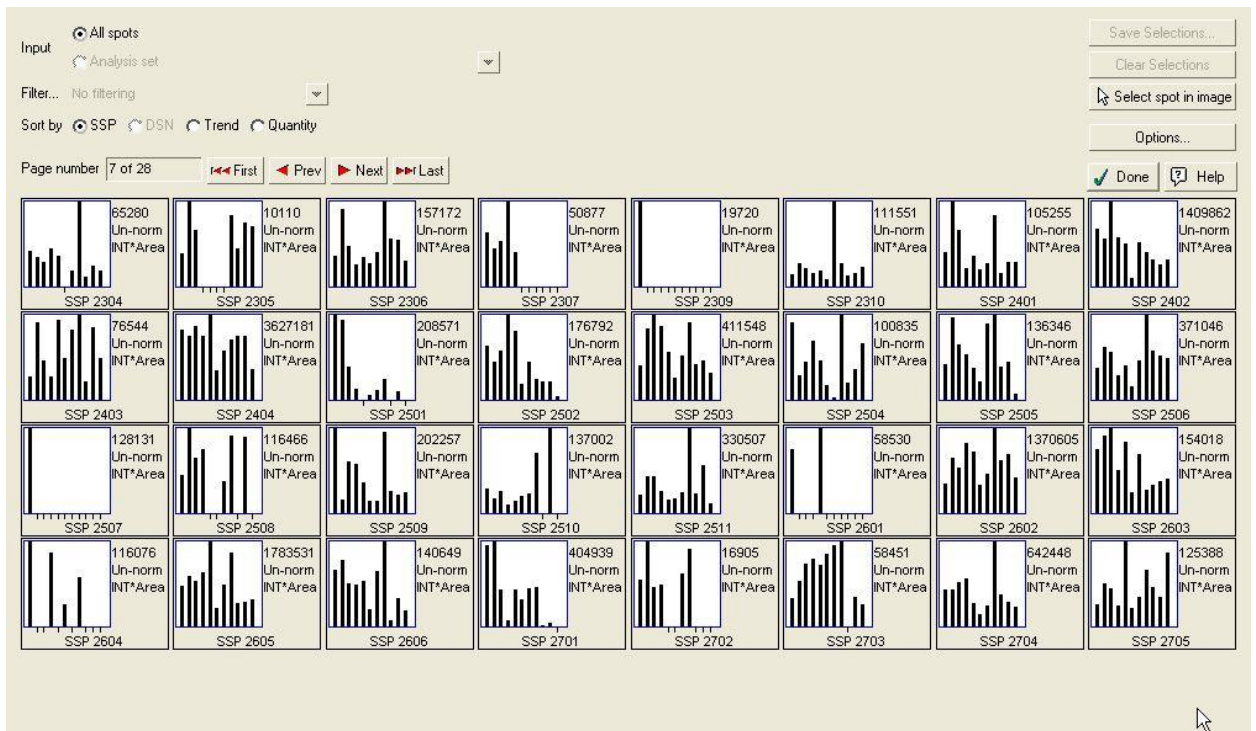 Input
All spots
Analysis set
Save Selections...
Clear Selections
Filter... No filtering
Select spot in image
Sort by SSP DSN Trend Quantity
Options...
Page number 7 of 28 First Prev Next Last
Done Help
65280
Un-norm
INT*Area
SSP 2304
10110
Un-norm
INT*Area
SSP 2305
157172
Un-norm
INT*Area
SSP 2306
50877
Un-norm
INT*Area
SSP 2307
19720
Un-norm
INT*Area
SSP 2309
111551
Un-norm
INT*Area
SSP 2310
105255
Un-norm
INT*Area
SSP 2401
1409862
Un-norm
INT*Area
SSP 2402
76544
Un-norm
INT*Area
SSP 2403
3627181
Un-norm
INT*Area
SSP 2404
208571
Un-norm
INT*Area
SSP 2501
176792
Un-norm
INT*Area
SSP 2502
411548
Un-norm
INT*Area
SSP 2503
100835
Un-norm
INT*Area
SSP 2504
136346
Un-norm
INT*Area
SSP 2505
371046
Un-norm
INT*Area
SSP 2506
128131
Un-norm
INT*Area
SSP 2507
116466
Un-norm
INT*Area
SSP 2508
202257
Un-norm
INT*Area
SSP 2509
137002
Un-norm
INT*Area
SSP 2510
330507
Un-norm
INT*Area
SSP 2511
58530
Un-norm
INT*Area
SSP 2601
1370605
Un-norm
INT*Area
SSP 2602
154018
Un-norm
INT*Area
SSP 2603
116076
Un-norm
INT*Area
SSP 2604
1783531
Un-norm
INT*Area
SSP 2605
140649
Un-norm
INT*Area
SSP 2606
404939
Un-norm
INT*Area
SSP 2701
16905
Un-norm
INT*Area
SSP 2702
58451
Un-norm
INT*Area
SSP 2703
642448
Un-norm
INT*Area
SSP 2704
125388
Un-norm
INT*Area
SSP 2705